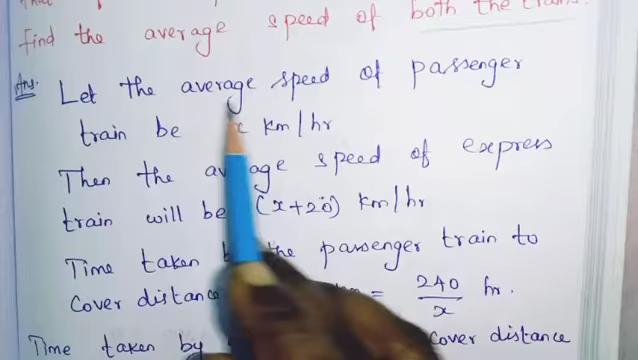 find the average speed of both the trains
Ans. Let the average speed of passenger
train be x km/hr
Then the average speed of express
train will be (x+20) km/hr
Time taken the passenger train to
Cover distance = 240/x hr.
Time taken by cover distance